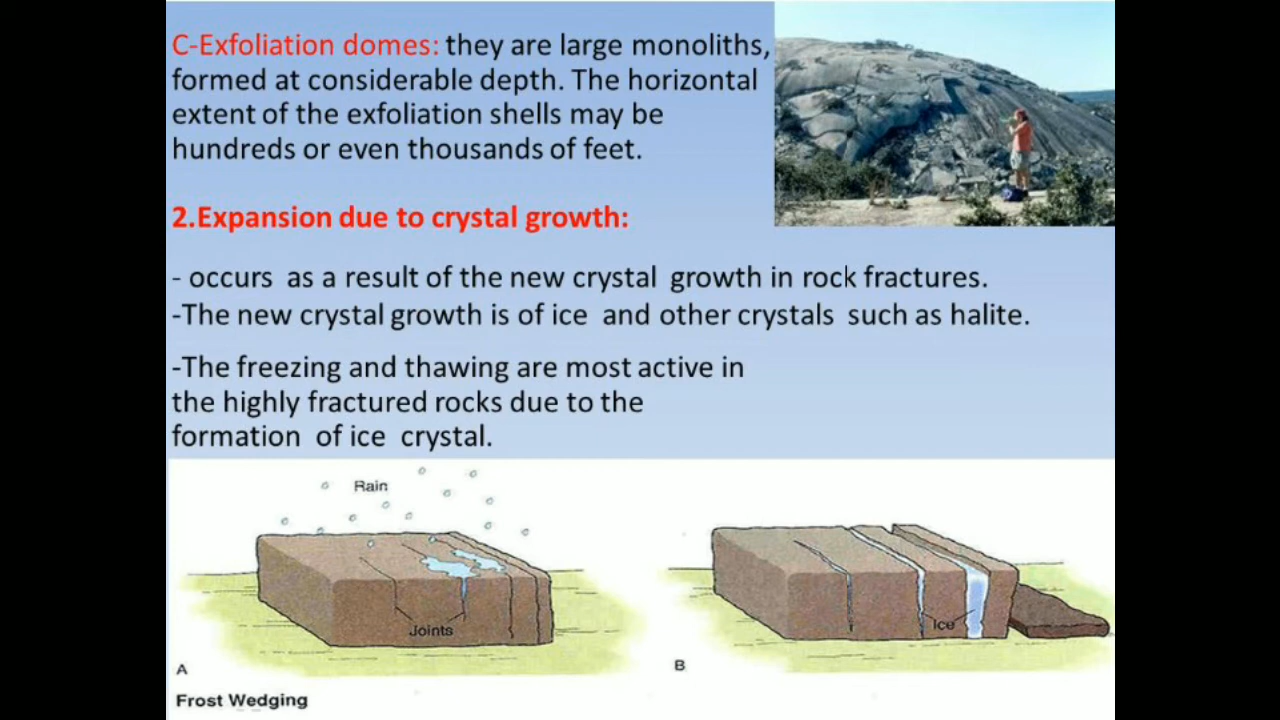 C-Exfoliation domes: they are large monoliths,
formed at considerable depth. The horizontal
extent of the exfoliation shells may be
hundreds or even thousands of feet.
2.Expansion due to crystal growth:
- occurs as a result of the new crystal growth in rock fractures.
-The new crystal growth is of ice and other crystals such as halite.
-The freezing and thawing are most active in
the highly fractured rocks due to the
formation of ice crystal.
Rain
Joints
Ice
A
B
Frost Wedging